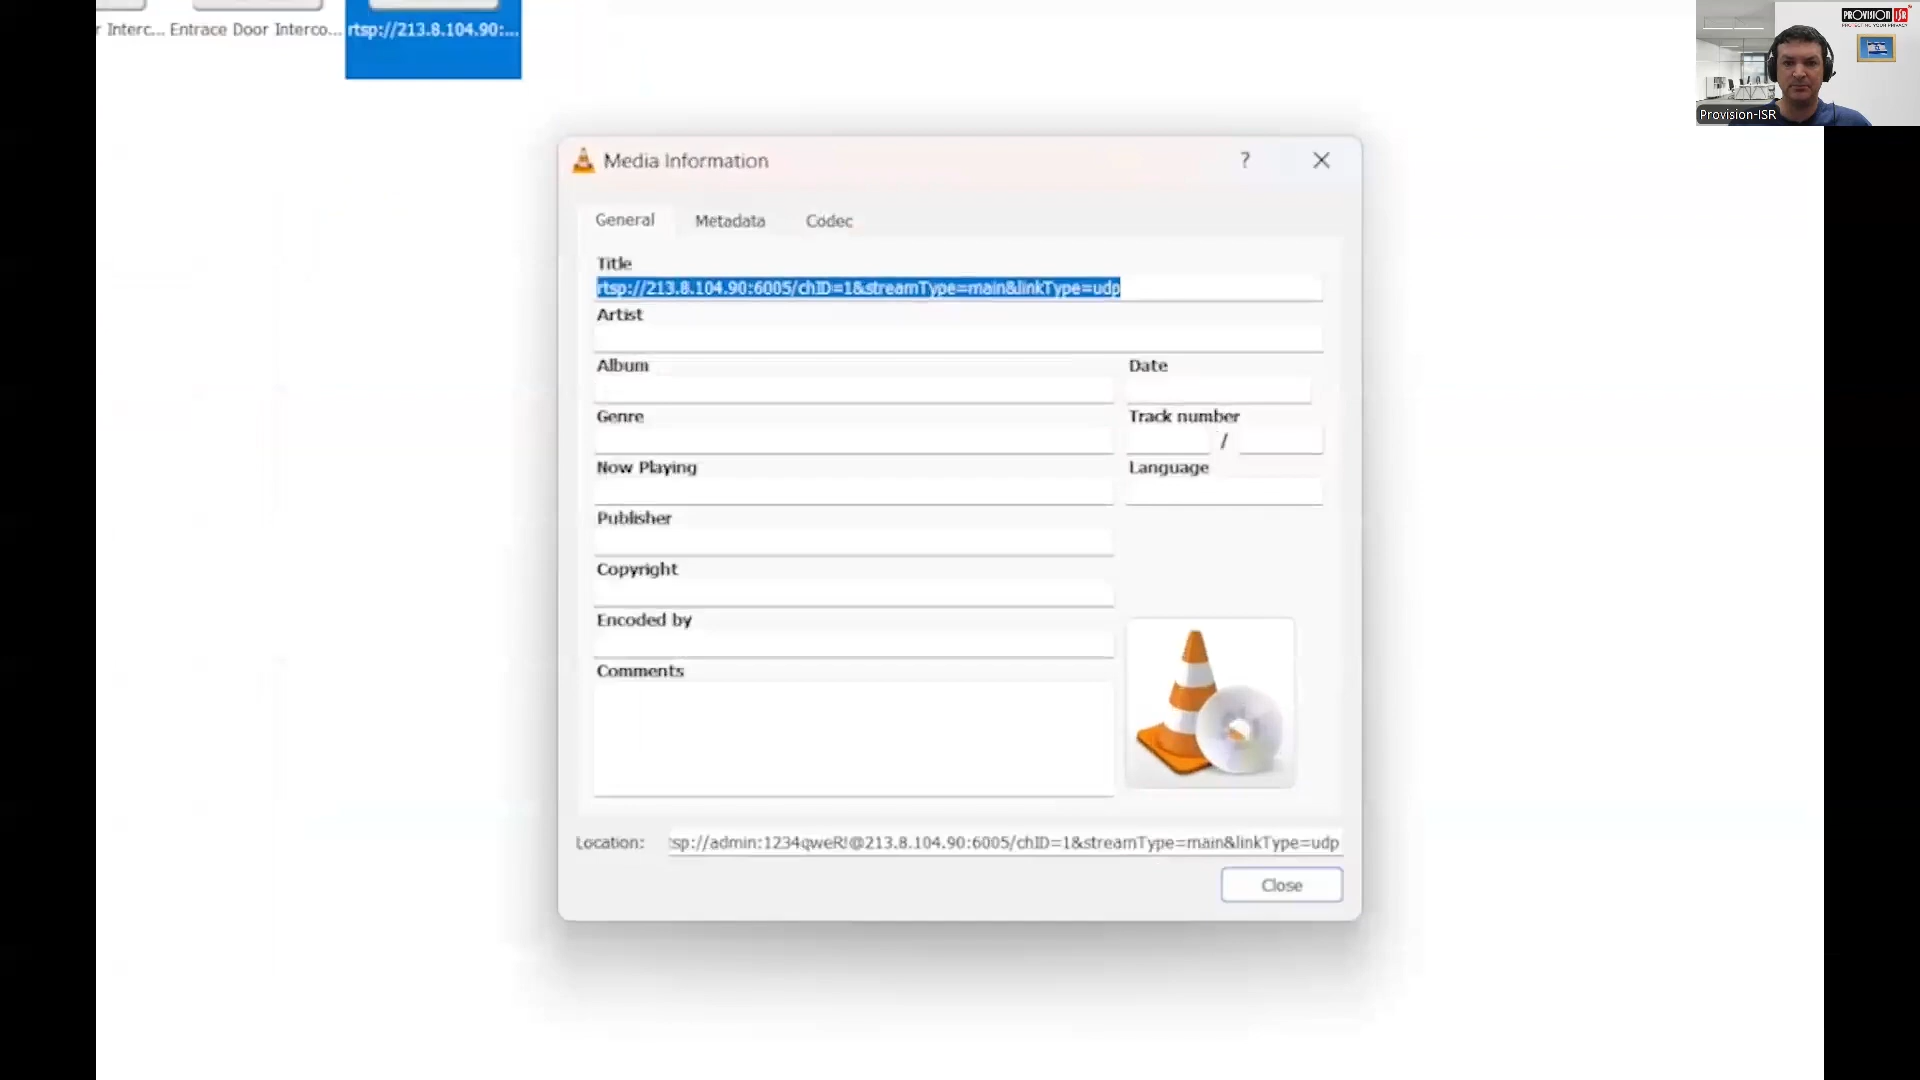 r Interc... Entrace Door Interco... rtsp://213.8.104.90:...
PROVISION ISR
Provision-ISR
Media Information
?
General Metadata Codec
Title
rtsp://213.8.104.90:6005/chID=1&streamType=main&linkType=udp
Artist
Album Date
Genre Track number
/
Now Playing Language
Publisher
Copyright
Encoded by
Comments
Location: tsp://admin:1234qweR!@213.8.104.90:6005/chID=1&streamType=main&linkType=udp
Close